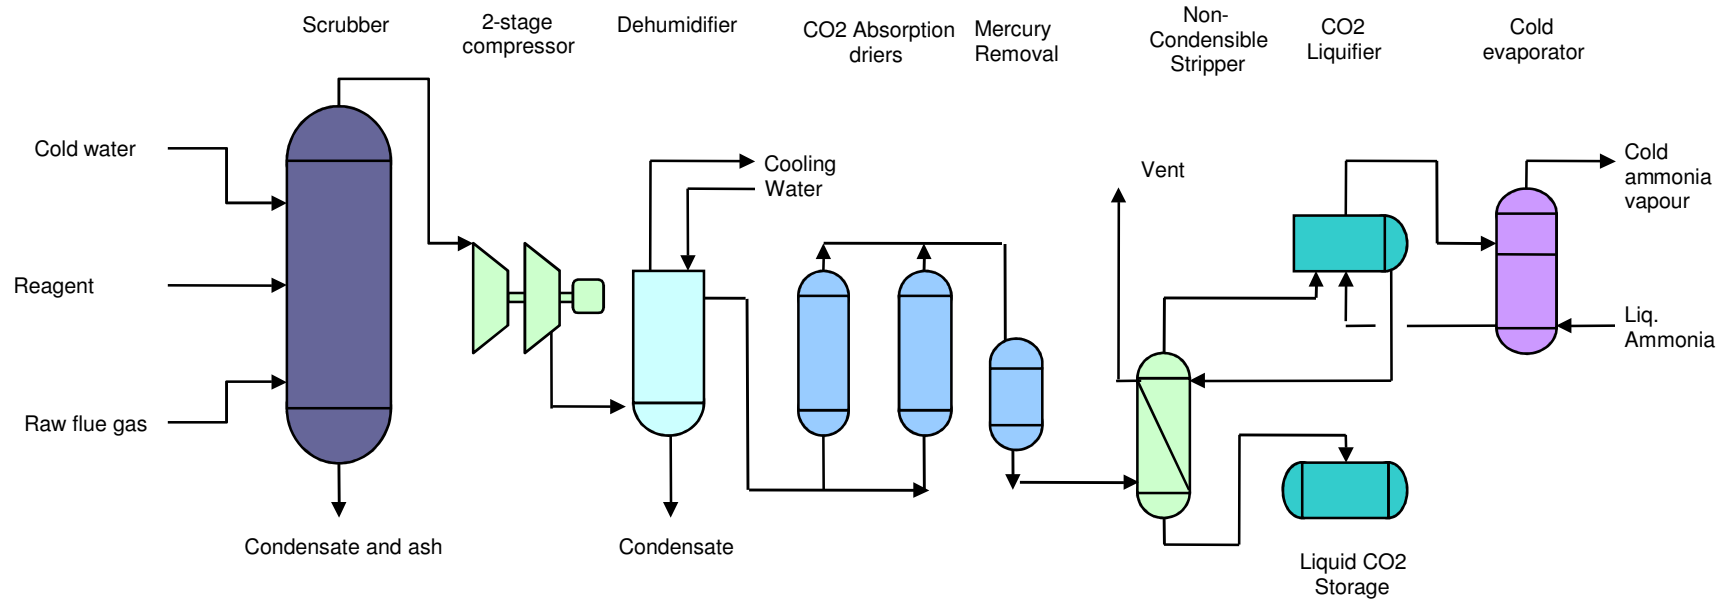 Scrubber
2-stage
compressor
Dehumidifier
CO2 Absorption
driers
Mercury
Removal
Non-
Condensible
Stripper
CO2
Liquifier
Cold
evaporator
Cold water
Reagent
Raw flue gas
Cooling
Water
Vent
Cold
ammonia
vapour
Liq.
Ammonia
Condensate and ash
Condensate
Liquid CO2
Storage